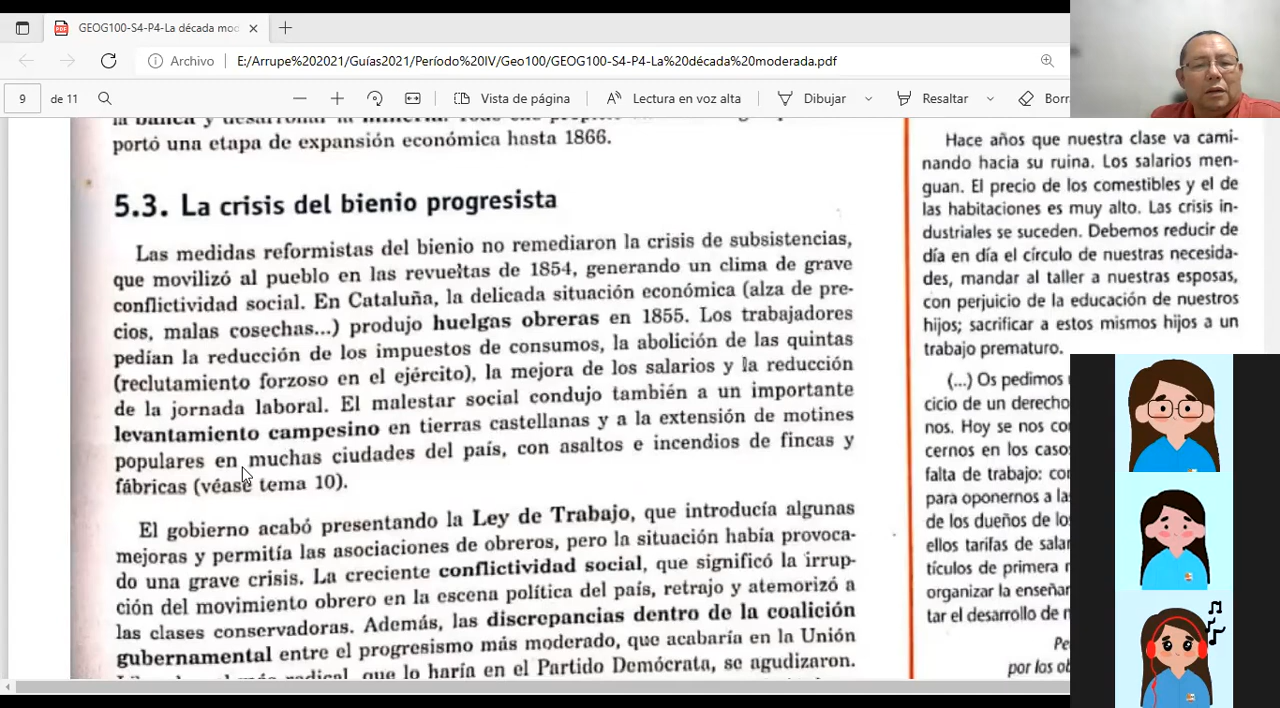 GEOG100-S4-P4-La década mo
Archivo
E:/Arrupe%202021/Guías2021/Período%20IV/Geo100/GEOG100-S4-P4-La%20década%20moderada.pdf
9
de 11
Vista de página
Lectura en voz alta
Dibujar
Resaltar
Borr
la banca y desarrollar la minería.
portó una etapa de expansión económica hasta 1866.
5.3. La crisis del bienio progresista
Las medidas reformistas del bienio no remediaron la crisis de subsistencias,
que movilizó al pueblo en las revueltas de 1854, generando un clima de grave
conflictividad social. En Cataluña, la delicada situación económica (alza de pre-
cios, malas cosechas...) produjo huelgas obreras en 1855. Los trabajadores
pedían la reducción de los impuestos de consumos, la abolición de las quintas
(reclutamiento forzoso en el ejército), la mejora de los salarios y la reducción
de la jornada laboral. El malestar social condujo también a un importante
levantamiento campesino en tierras castellanas y a la extensión de motines
populares en muchas ciudades del país, con asaltos e incendios de fincas y
fábricas (véase tema 10).
El gobierno acabó presentando la Ley de Trabajo, que introducía algunas
mejoras y permitía las asociaciones de obreros, pero la situación había provoca-
do una grave crisis. La creciente conflictividad social, que significó la irrup-
ción del movimiento obrero en la escena política del país, retrajo y atemorizó a
las clases conservadoras. Además, las discrepancias dentro de la coalición
gubernamental entre el progresismo más moderado, que acabaría en la Unión
radical, que lo haría en el Partido Demócrata, se agudizaron.
Hace años que nuestra clase va cami-
nando hacia su ruina. Los salarios men-
guan. El precio de los comestibles y el de
las habitaciones es muy alto. Las crisis in-
dustriales se suceden. Debemos reducir de
día en día el círculo de nuestras necesida-
des, mandar al taller a nuestras esposas,
con perjuicio de la educación de nuestros
hijos; sacrificar a estos mismos hijos a un
trabajo prematuro.
(...) Os pedimos
cicio de un derecho
nos. Hoy se nos co
cernos en los caso
falta de trabajo: co
para oponernos a la
de los dueños de lo
ellos tarifas de sala
tículos de primera
organizar la enseña
tar el desarrollo de
Pe
por los ob